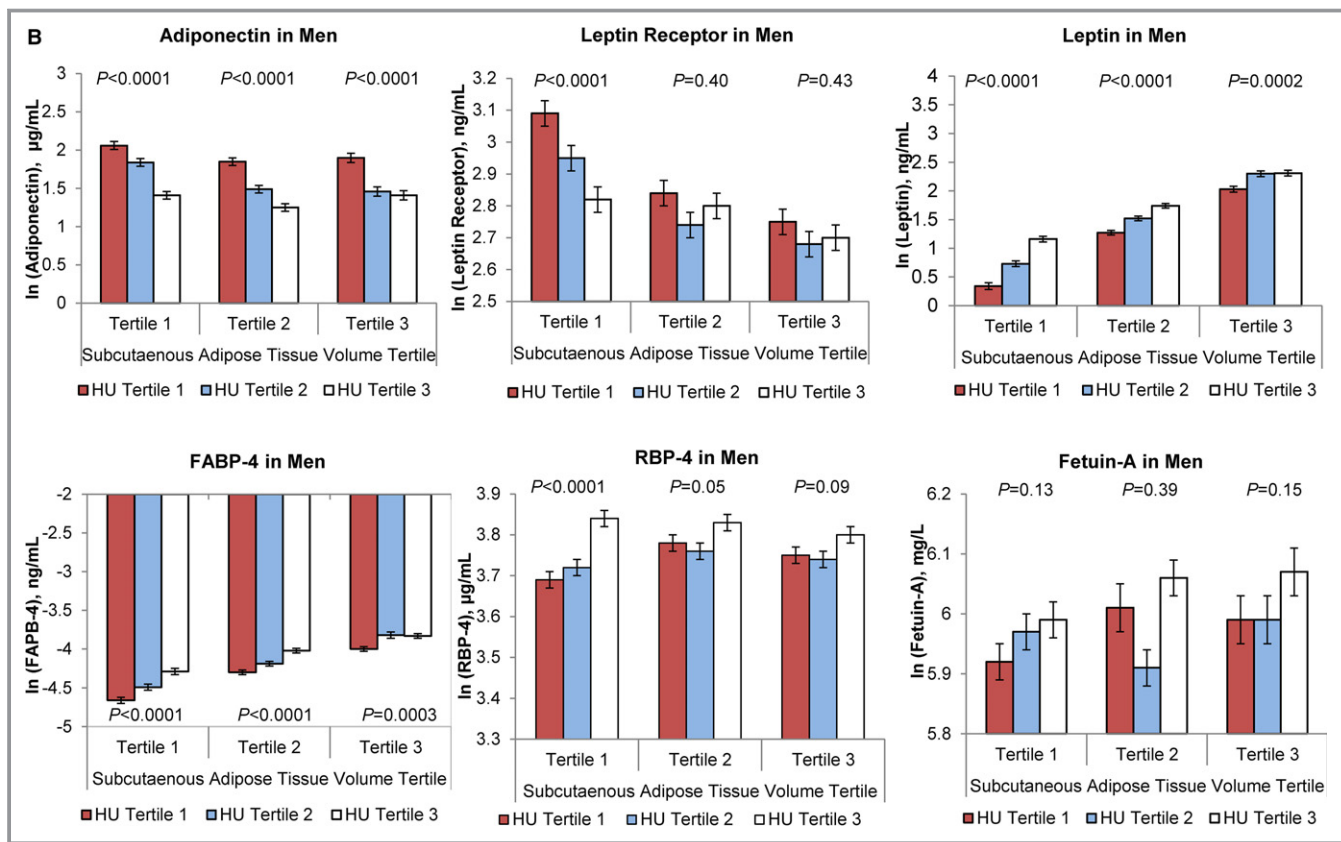 B
Adiponectin in Men
P<0.0001 P<0.0001 P<0.0001
ln (Adiponectin), µg/mL
3
2.5
2
1.5
1
0.5
0
Tertile 1 Tertile 2 Tertile 3
Subcutaenous Adipose Tissue Volume Tertile
HU Tertile 1 HU Tertile 2 HU Tertile 3
Leptin Receptor in Men
P<0.0001 P=0.40 P=0.43
ln (Leptin Receptor), ng/mL
3.2
3.1
3
2.9
2.8
2.7
2.6
2.5
Tertile 1 Tertile 2 Tertile 3
Subcutaenous Adipose Tissue Volume Tertile
HU Tertile 1 HU Tertile 2 HU Tertile 3
Leptin in Men
P<0.0001 P<0.0001 P=0.0002
ln (Leptin), ng/mL
4
3.5
3
2.5
2
1.5
1
0.5
0
Tertile 1 Tertile 2 Tertile 3
Subcutaenous Adipose Tissue Volume Tertile
HU Tertile 1 HU Tertile 2 HU Tertile 3
FABP-4 in Men
ln (FAPB-4), ng/mL
-2
-2.5
-3
-3.5
-4
-4.5
-5
P<0.0001 P<0.0001 P=0.0003
Tertile 1 Tertile 2 Tertile 3
Subcutaenous Adipose Tissue Volume Tertile
HU Tertile 1 HU Tertile 2 HU Tertile 3
RBP-4 in Men
P<0.0001 P=0.05 P=0.09
ln (RBP-4), µg/mL
3.9
3.8
3.7
3.6
3.5
3.4
3.3
Tertile 1 Tertile 2 Tertile 3
Subcutaenous Adipose Tissue Volume Tertile
HU Tertile 1 HU Tertile 2 HU Tertile 3
Fetuin-A in Men
P=0.13 P=0.39 P=0.15
ln (Fetuin-A), mg/L
6.2
6.1
6
5.9
5.8
Tertile 1 Tertile 2 Tertile 3
Subcutaneous Adipose Tissue Volume Tertile
HU Tertile 1 HU Tertile 2 HU Tertile 3